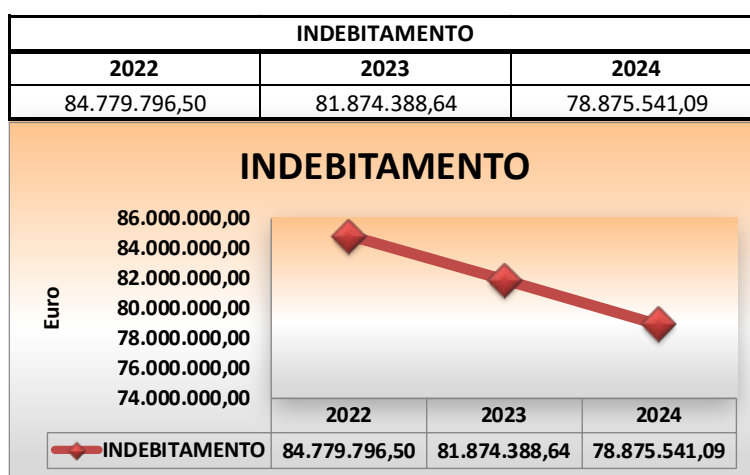 INDEBITAMENTO
2022 2023 2024
84.779.796,50 81.874.388,64 78.875.541,09
INDEBITAMENTO
86.000.000,00
84.000.000,00
82.000.000,00
80.000.000,00
78.000.000,00
76.000.000,00
74.000.000,00
Euro
2022 2023 2024
INDEBITAMENTO 84.779.796,50 81.874.388,64 78.875.541,09